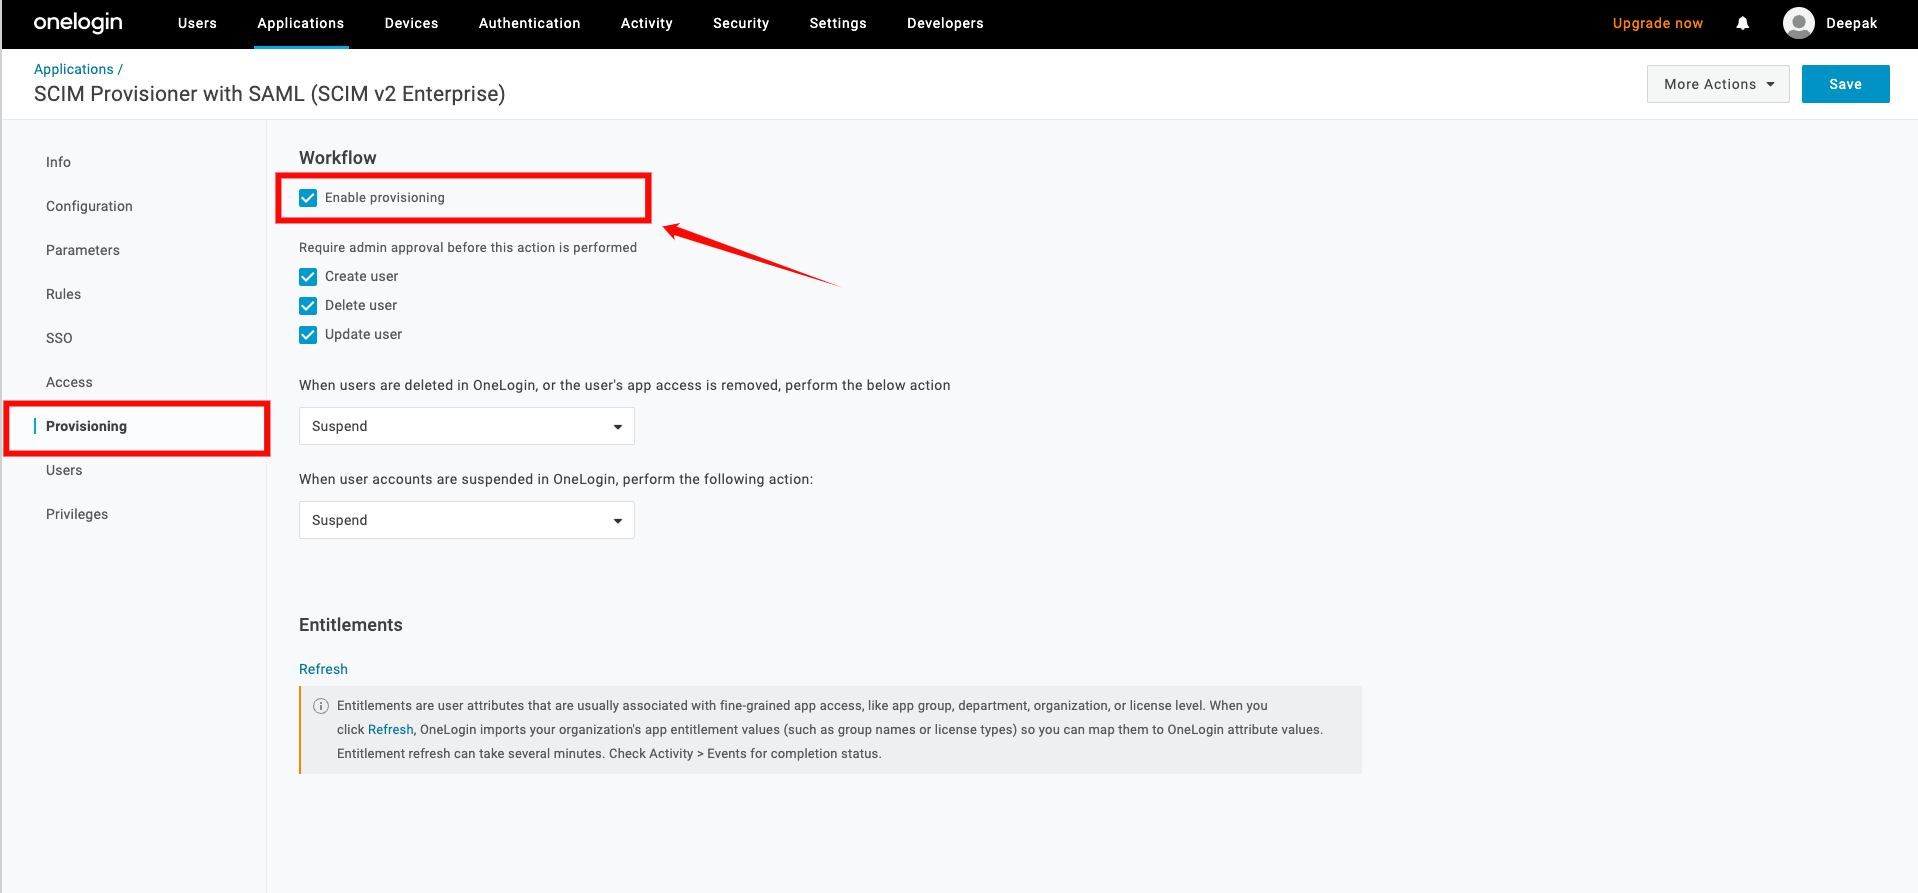 onelogin
Users
Applications
Devices
Authentication
Activity
Security
Settings
Developers
Upgrade now
Deepak
Applications /
SCIM Provisioner with SAML (SCIM v2 Enterprise)
More Actions
Save
Info
Configuration
Parameters
Rules
SSO
Access
Provisioning
Users
Privileges
Workflow
Enable provisioning
Require admin approval before this action is performed
Create user
Delete user
Update user
When users are deleted in OneLogin, or the user's app access is removed, perform the below action
Suspend
When user accounts are suspended in OneLogin, perform the following action:
Suspend
Entitlements
Refresh
Entitlements are user attributes that are usually associated with fine-grained app access, like app group, department, organization, or license level. When you
click Refresh, OneLogin imports your organization's app entitlement values (such as group names or license types) so you can map them to OneLogin attribute values.
Entitlement refresh can take several minutes. Check Activity > Events for completion status.